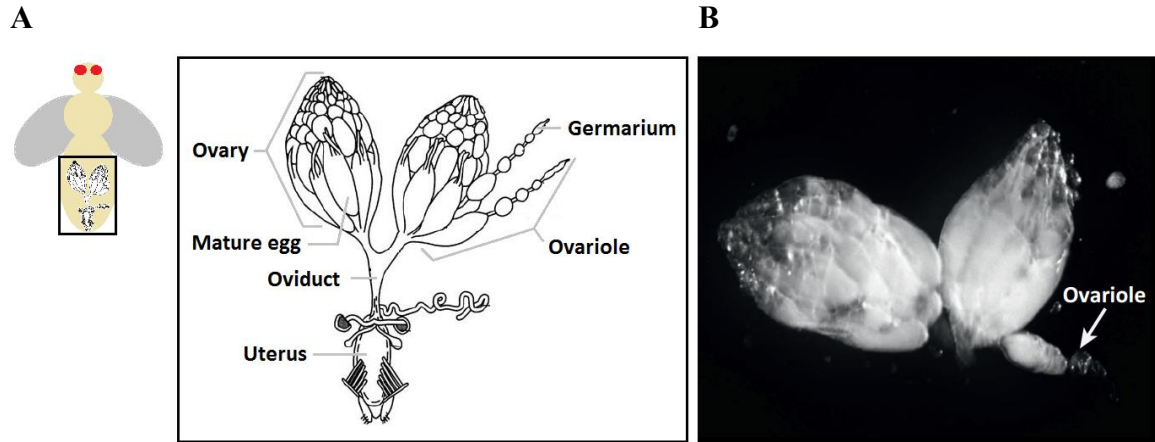 A
B
Ovary
Germarium
Mature egg
Ovariole
Oviduct
Uterus
Ovariole